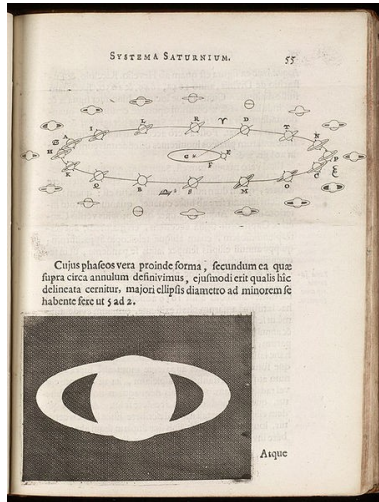 SYSTEMA SATURNIUM. 55
L R ♈ D
I T
A N
H P
G E
F
K C
Q B S M O
Cujus phaseos vera proinde forma, secundum ea quæ
supra circa annulum definivimus, ejusmodi erit qualis hîc
delineata cernitur, majori ellipsis diametro ad minorem se
habente fere ut 5 ad 2.
Atque